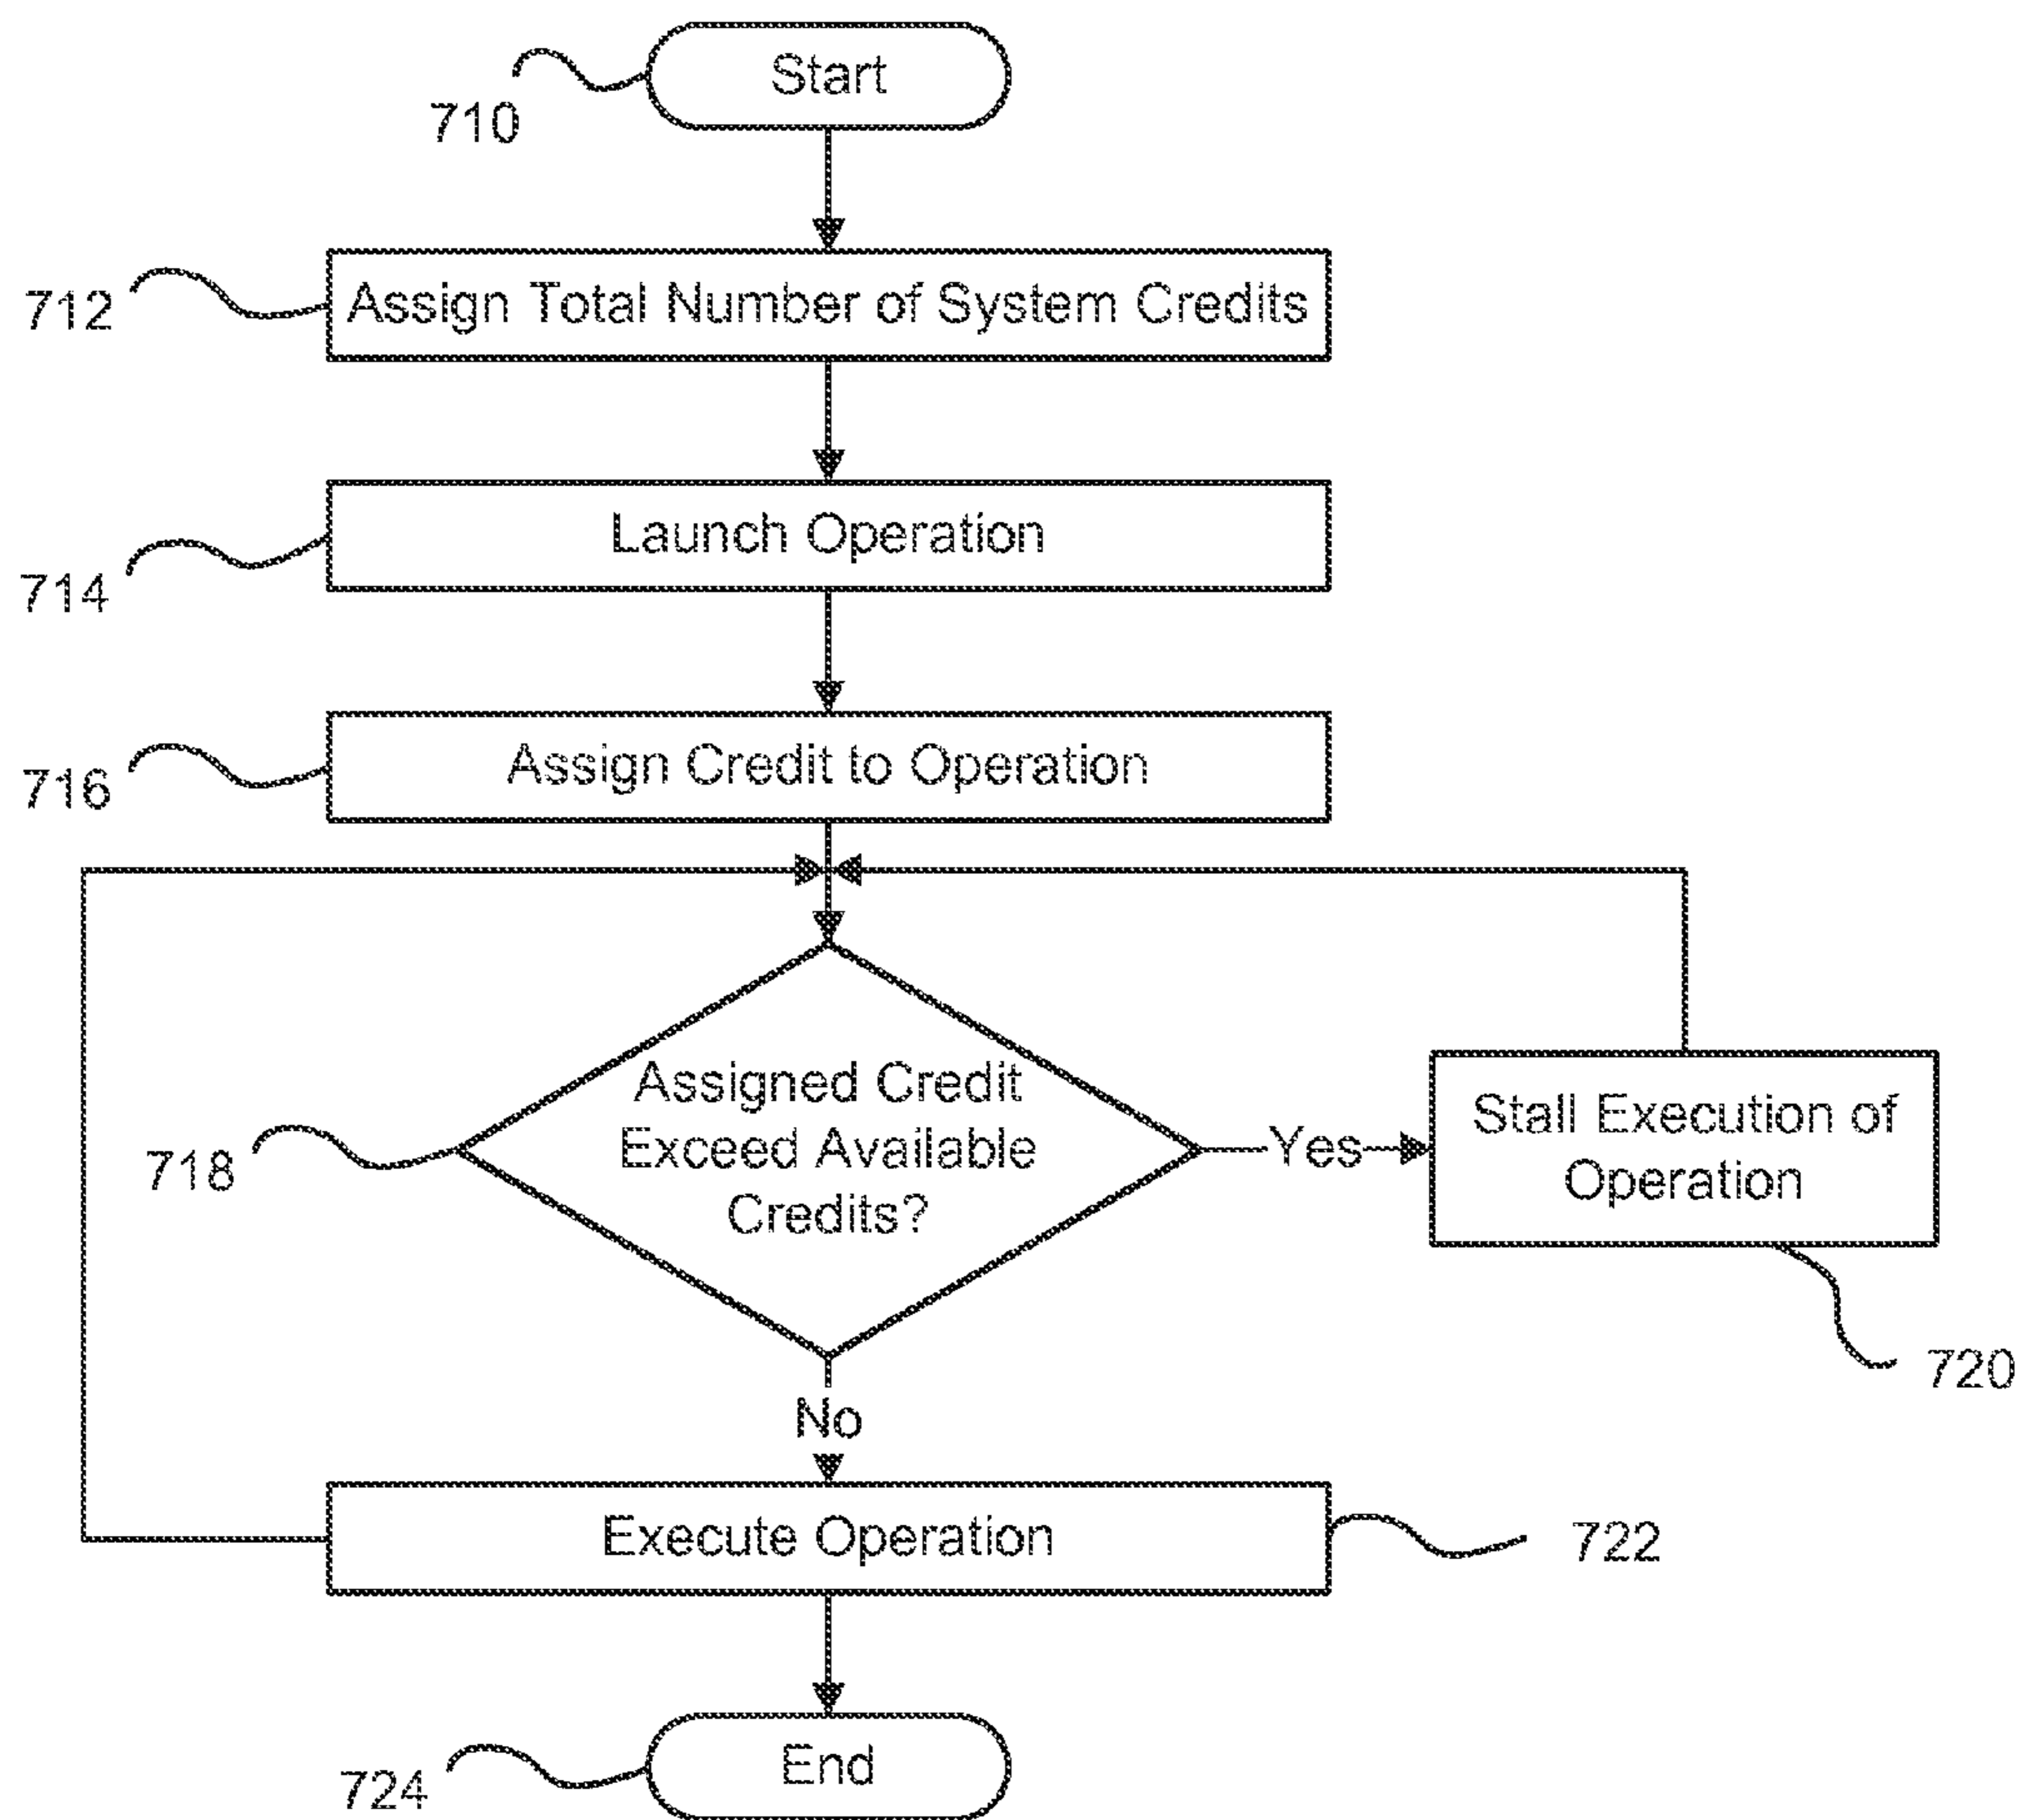 Start
710
Assign Total Number of System Credits
712
Launch Operation
714
Assign Credit to Operation
716
Assigned Credit
Exceed Available
Credits?
718
Yes
Stall Execution of
Operation
720
No
Execute Operation
722
End
724